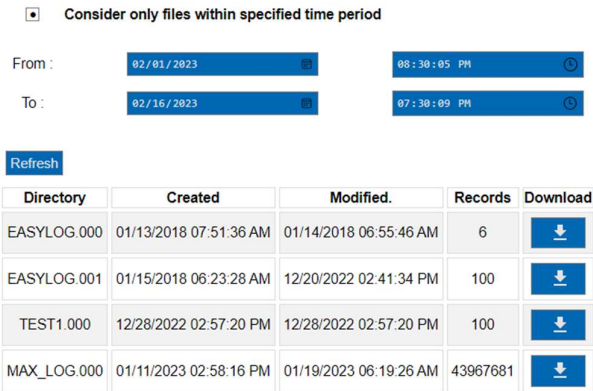 Consider only files within specified time period
From : 02/01/2023 08:30:05 PM
To : 02/16/2023 07:30:09 PM
Refresh
Directory Created Modified. Records Download
EASYLOG.000 01/13/2018 07:51:36 AM 01/14/2018 06:55:46 AM 6
EASYLOG.001 01/15/2018 06:23:28 AM 12/20/2022 02:41:34 PM 100
TEST1.000 12/28/2022 02:57:20 PM 12/28/2022 02:57:20 PM 100
MAX_LOG.000 01/11/2023 02:58:16 PM 01/19/2023 06:19:26 AM 43967681